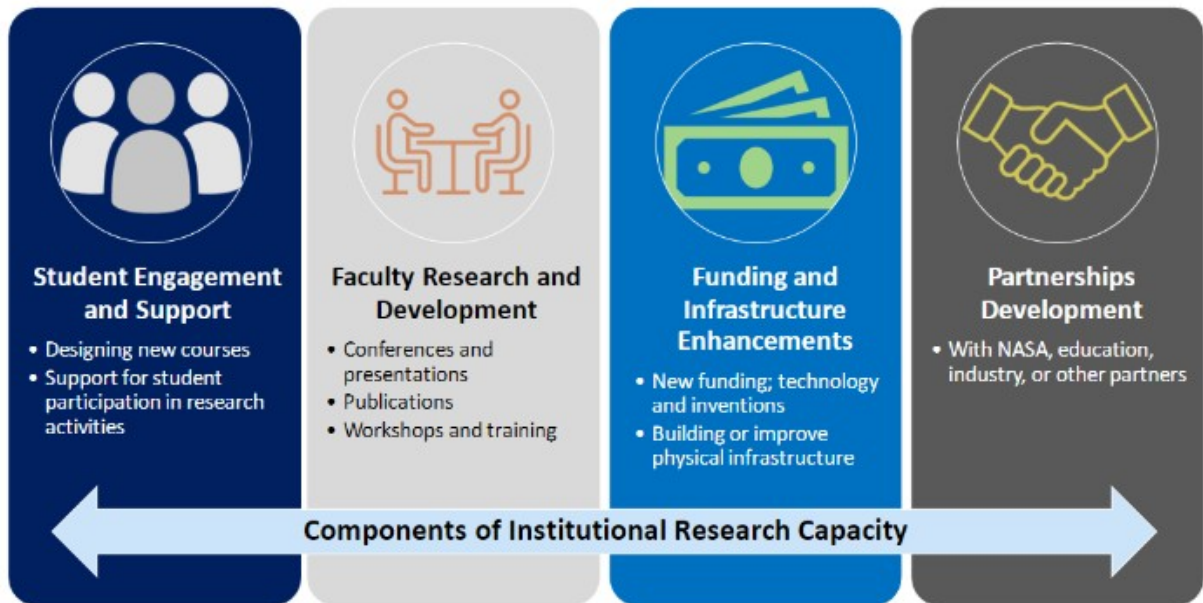 Student Engagement
and Support
• Designing new courses
• Support for student
participation in research
activities
Faculty Research and
Development
• Conferences and
presentations
• Publications
• Workshops and training
Funding and
Infrastructure
Enhancements
• New funding; technology
and inventions
• Building or improve
physical infrastructure
Partnerships
Development
• With NASA, education,
industry, or other partners
Components of Institutional Research Capacity